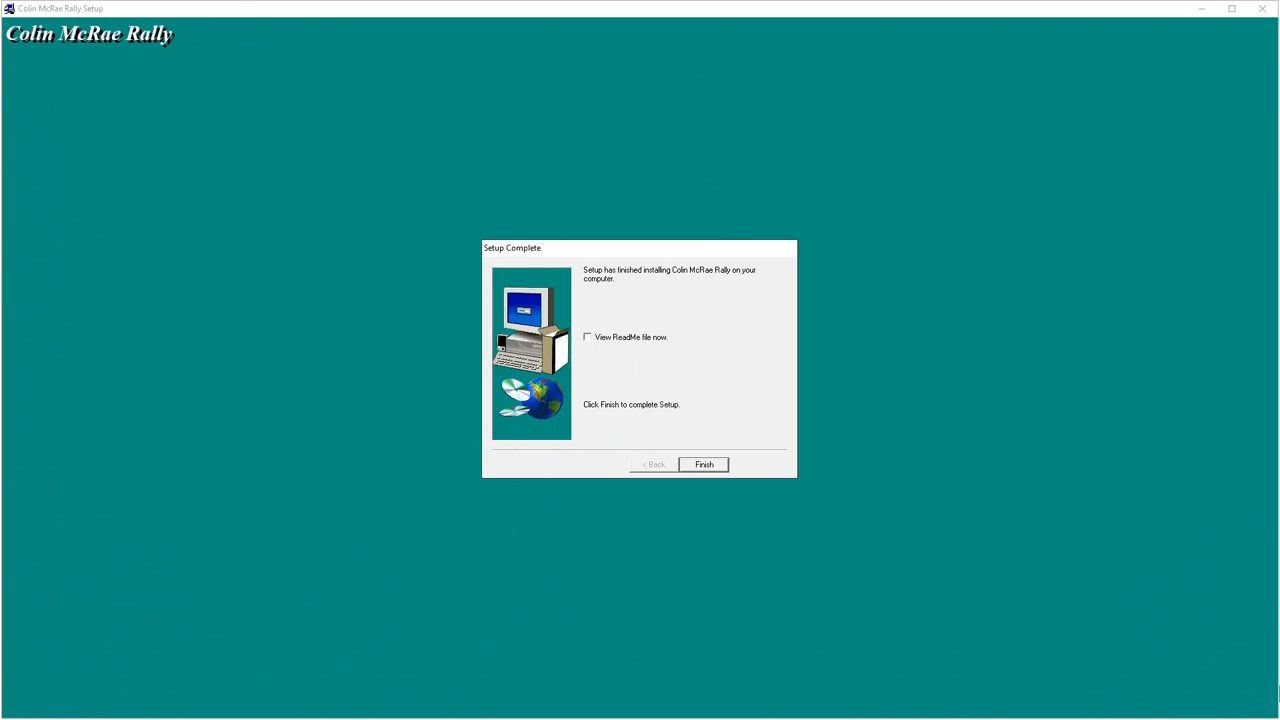 Colin McRae Rally Setup
Colin McRae Rally
Setup Complete
Setup has finished installing Colin McRae Rally on your
computer.
View ReadMe file now.
Click Finish to complete Setup.
< Back
Finish